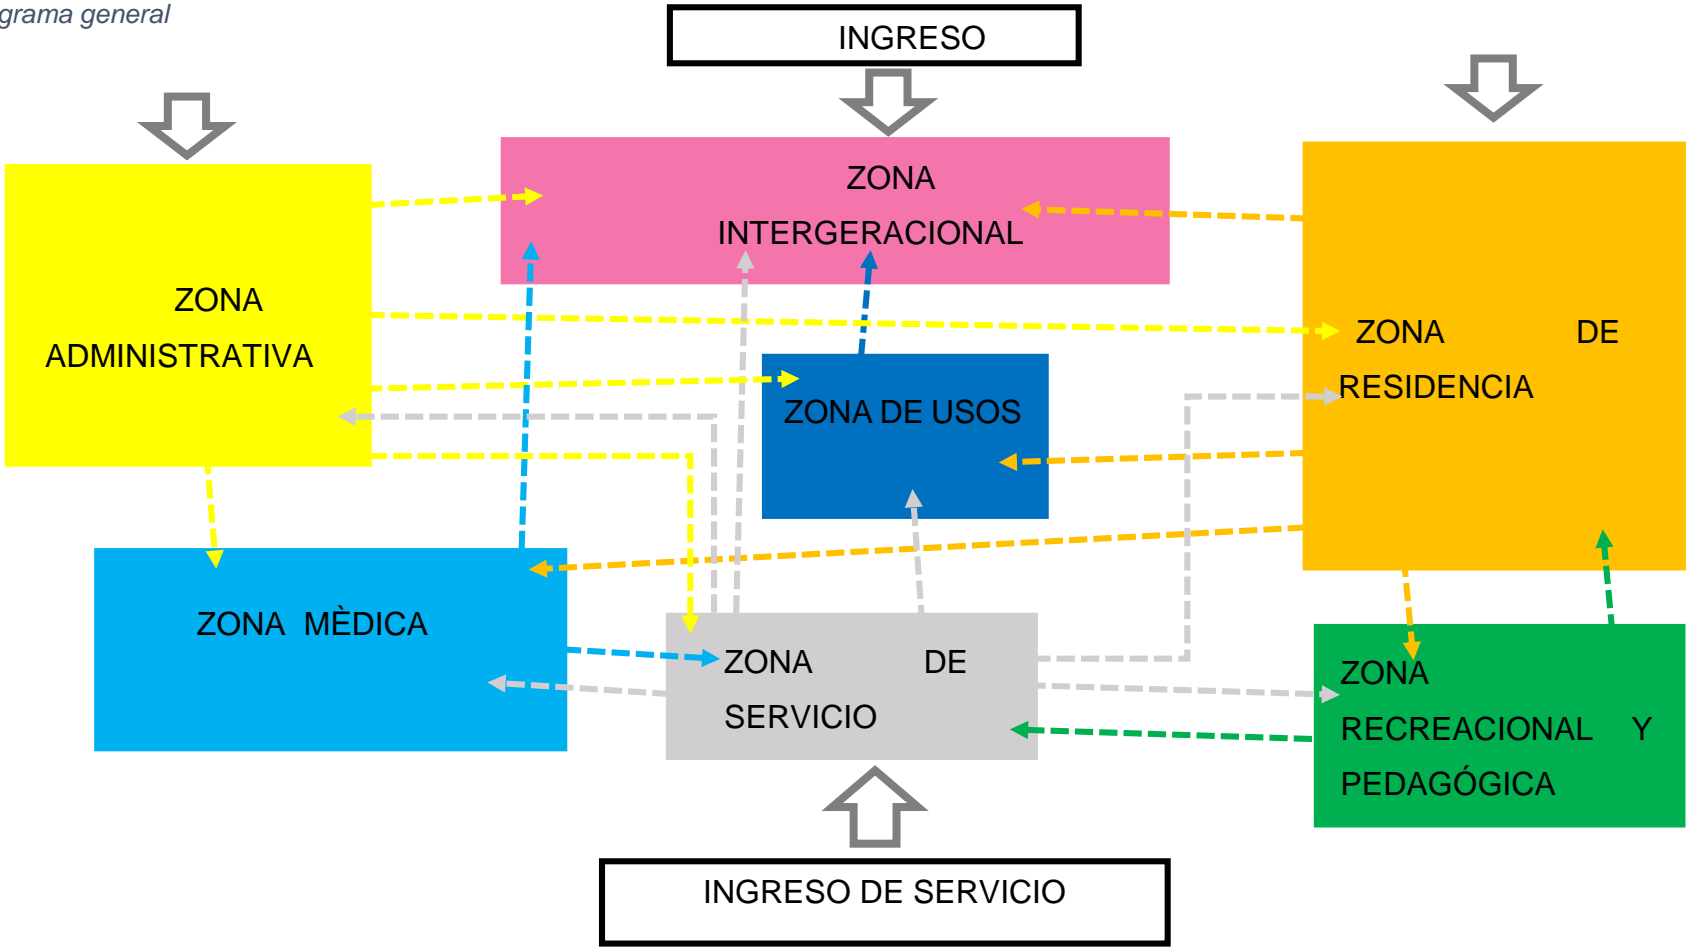 grama general
INGRESO
ZONA
INTERGERACIONAL
ZONA
ADMINISTRATIVA
ZONA DE
RESIDENCIA
ZONA DE USOS
ZONA MÈDICA
ZONA DE
SERVICIO
ZONA
RECREACIONAL Y
PEDAGÓGICA
INGRESO DE SERVICIO